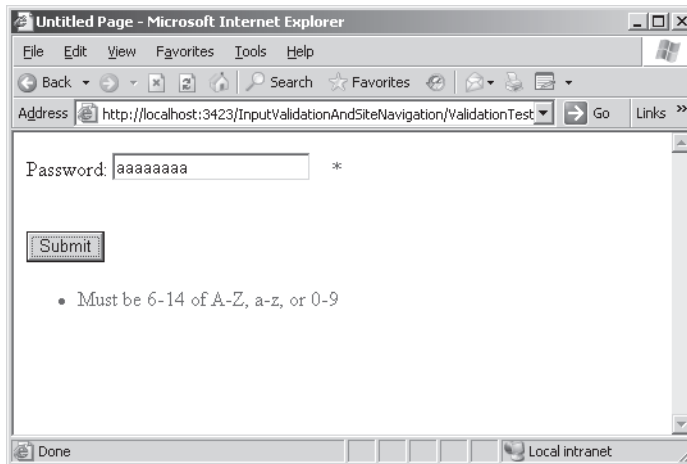 Untitled Page - Microsoft Internet Explorer
File Edit View Favorites Tools Help
Back Search Favorites
Address http://localhost:3423/InputValidationAndSiteNavigation/ValidationTest Go Links »
Password: aaaaaaaa *
Submit
• Must be 6-14 of A-Z, a-z, or 0-9
Done Local intranet